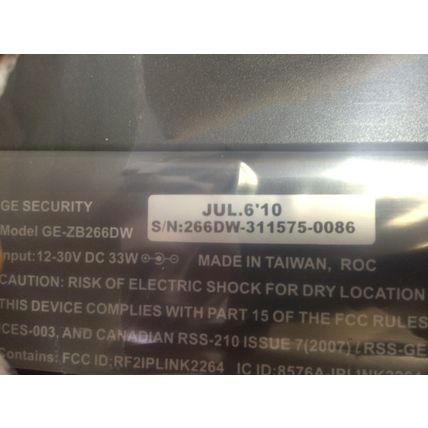 GE SECURITY
Model GE-ZB266DW
JUL.6'10
S/N:266DW-311575-0086
Input:12-30V DC 33W
MADE IN TAIWAN, ROC
CAUTION: RISK OF ELECTRIC SHOCK FOR DRY LOCATION
THIS DEVICE COMPLIES WITH PART 15 OF THE FCC RULES
ICES-003, AND CANADIAN RSS-210 ISSUE 7(2007) / RSS-GE
Contains: FCC ID:RF2IPLINK2264 IC ID:8576A-IPLINK2264